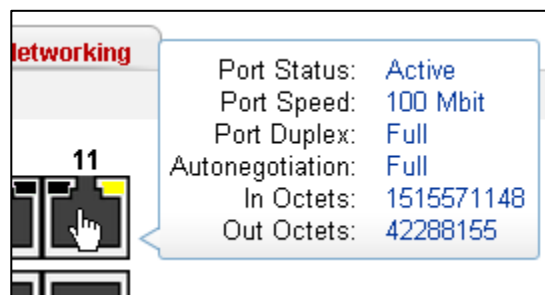 Networking
Port Status: Active
Port Speed: 100 Mbit
Port Duplex: Full
Autonegotiation: Full
In Octets: 1515571148
Out Octets: 42288155
11